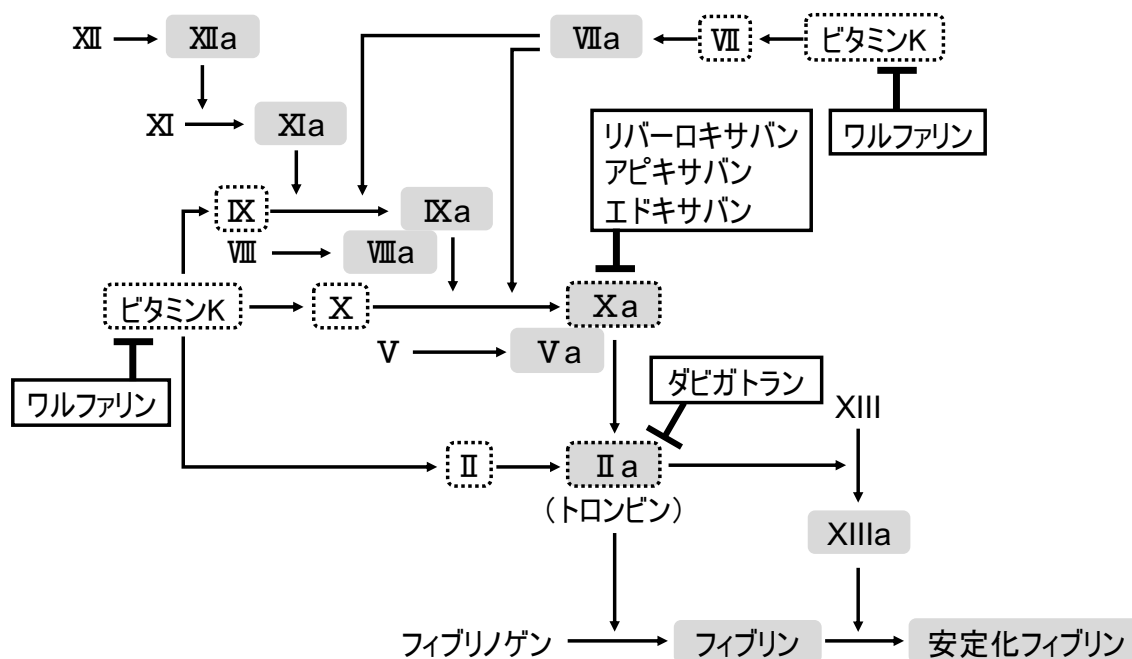 Ⅻ
Ⅻa
Ⅶa
Ⅶ
ビタミンK
Ⅺ
Ⅺa
リバーロキサバン
アピキサバン
エドキサバン
ワルファリン
Ⅸ
Ⅸa
Ⅷ
Ⅷa
ビタミンK
Ⅹ
Ⅹa
Ⅴ
Ⅴa
ワルファリン
ダビガトラン
XIII
Ⅱ
Ⅱa
(トロンビン)
XIIIa
フィブリノゲン
フィブリン
安定化フィブリン